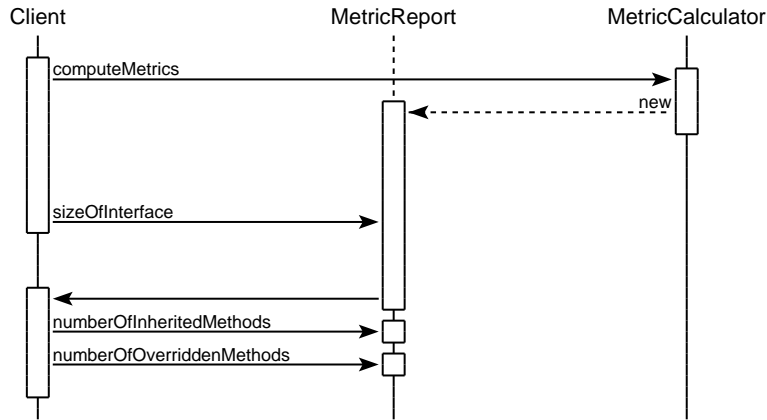 Client
MetricReport
MetricCalculator
computeMetrics
new
sizeOfInterface
numberOfInheritedMethods
numberOfOverriddenMethods